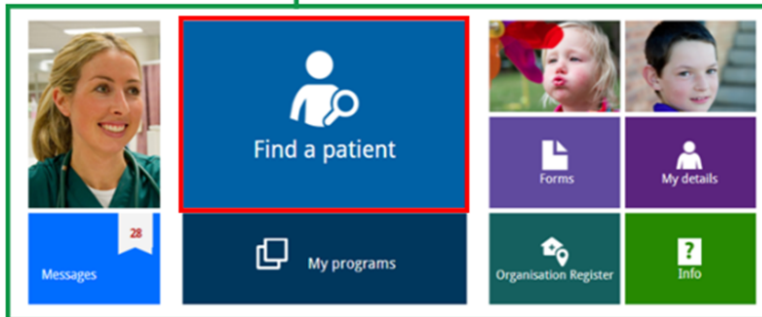 Find a patient
Forms
My details
28
Messages
My programs
Organisation Register
?
Info